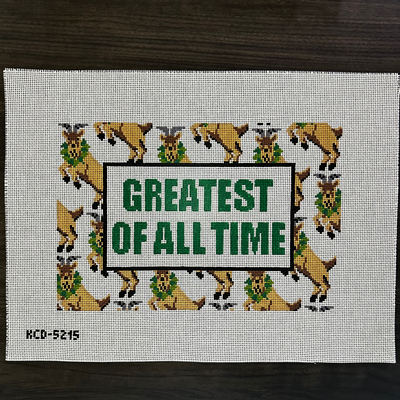 GREATEST
OF ALL TIME
KCD-5215